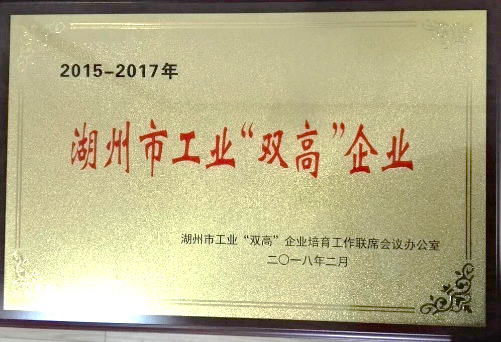 2015-2017年
湖州市工业“双高”企业
湖州市工业“双高”企业培育工作联席会议办公室
二〇一八年二月